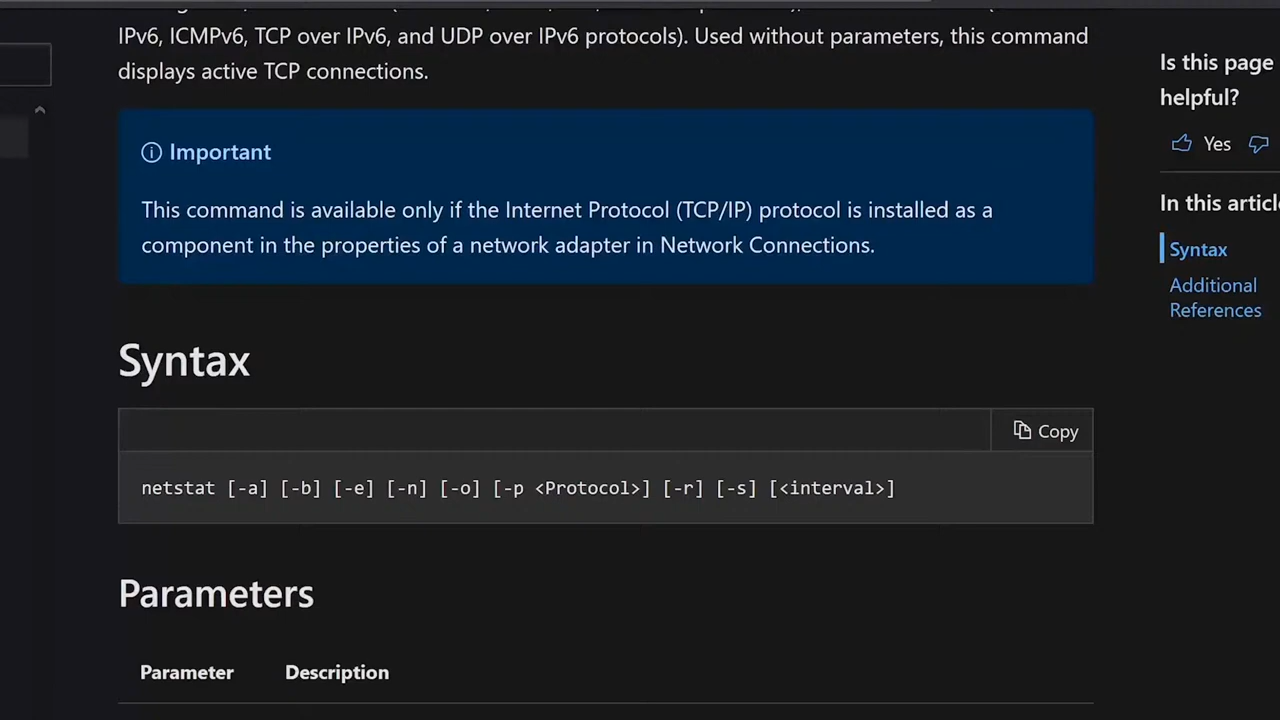 IPv6, ICMPv6, TCP over IPv6, and UDP over IPv6 protocols). Used without parameters, this command
displays active TCP connections.
Important
This command is available only if the Internet Protocol (TCP/IP) protocol is installed as a
component in the properties of a network adapter in Network Connections.
Syntax
Copy
netstat [-a] [-b] [-e] [-n] [-o] [-p <Protocol>] [-r] [-s] [<interval>]
Parameters
Parameter Description
Is this page
helpful?
Yes
In this articl
Syntax
Additional
References